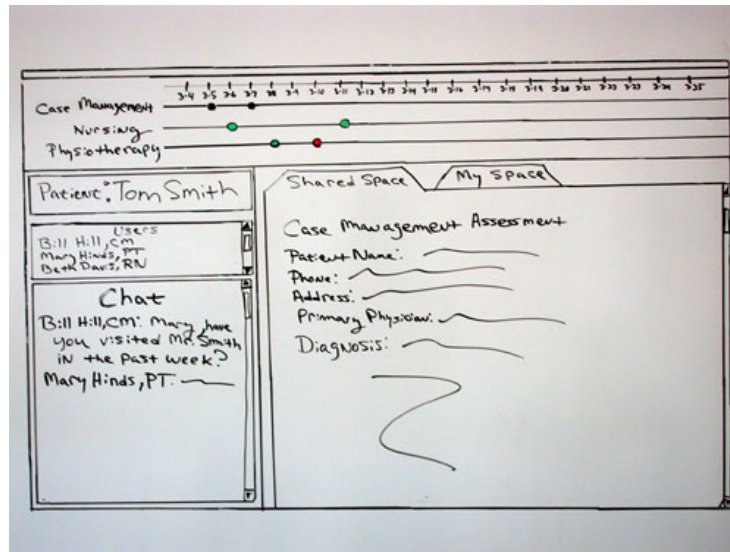 3-4 3-5 3-6 3-7 3-8 3-9 3-10 3-11 3-12 3-13 3-14 3-15 3-16 3-17 3-18 3-19 3-20 3-21 3-22 3-23 3-24 3-25
Case Management
Nursing
Physiotherapy
Patient: Tom Smith
Users
Bill Hill, CM
Mary Hinds, PT
Beth Davis, RN
Chat
Bill Hill, CM: Mary, have
you visited Mr. Smith
in the past week?
Mary Hinds, PT:
Shared Space
My Space
Case Management Assessment
Patient Name:
Phone:
Address:
Primary Physician:
Diagnosis: